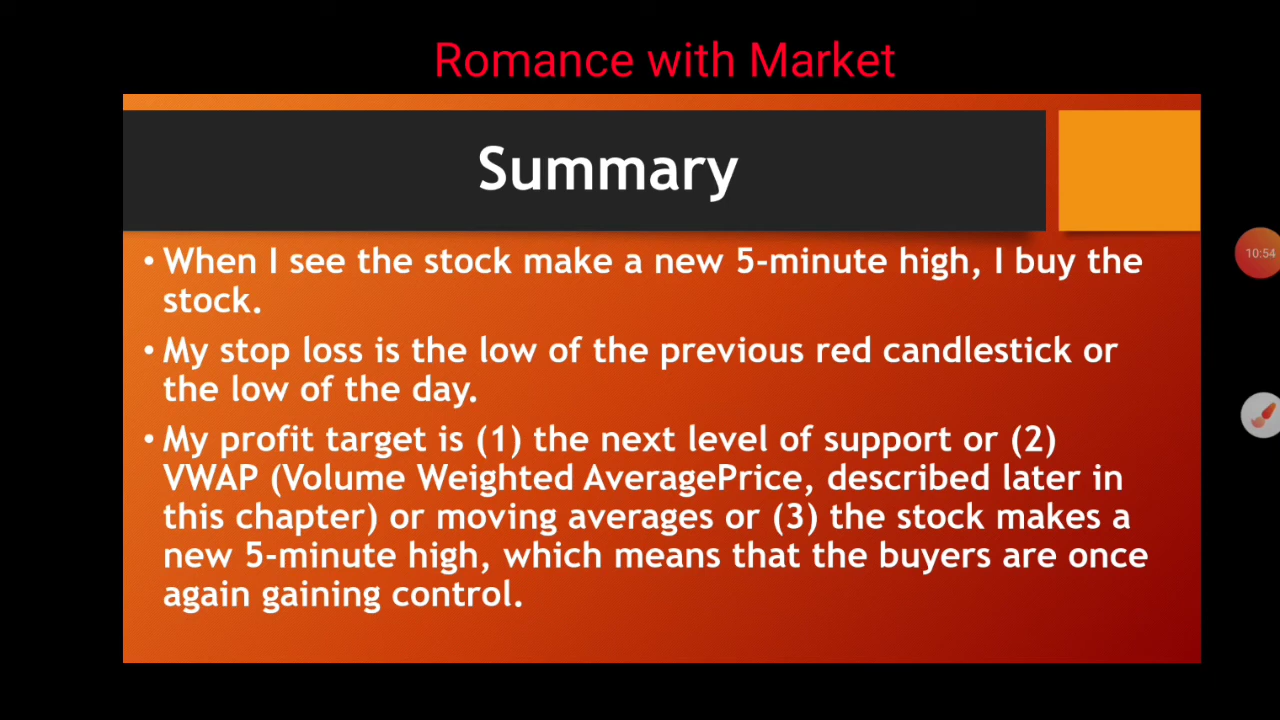 Romance with Market
Summary
• When I see the stock make a new 5-minute high, I buy the
stock.
• My stop loss is the low of the previous red candlestick or
the low of the day.
• My profit target is (1) the next level of support or (2)
VWAP (Volume Weighted AveragePrice, described later in
this chapter) or moving averages or (3) the stock makes a
new 5-minute high, which means that the buyers are once
again gaining control.
10:54